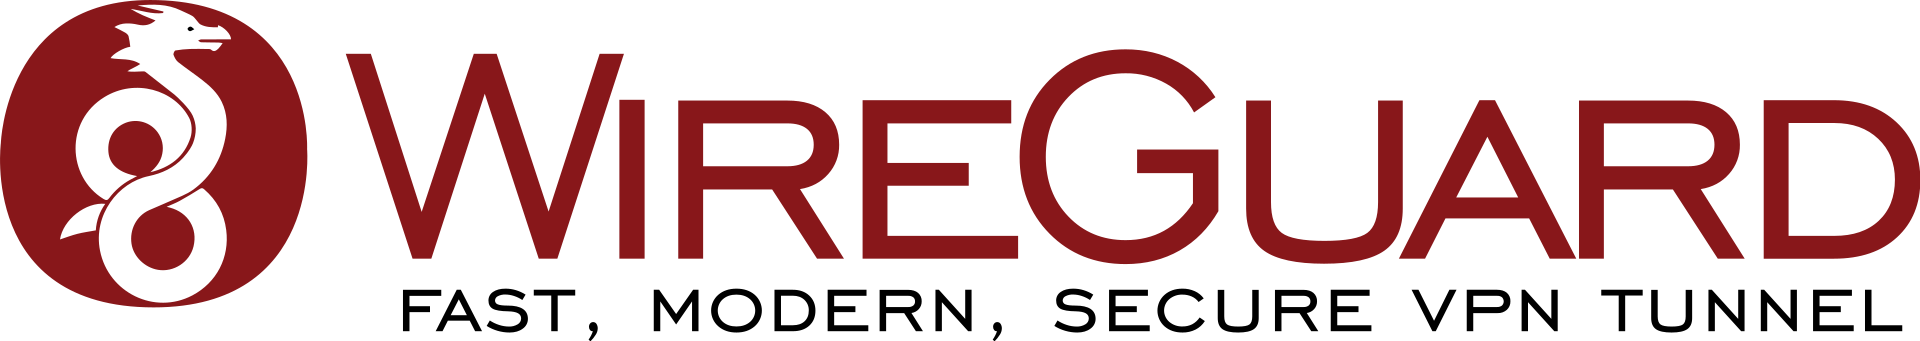 WIREGUARD
FAST, MODERN, SECURE VPN TUNNEL